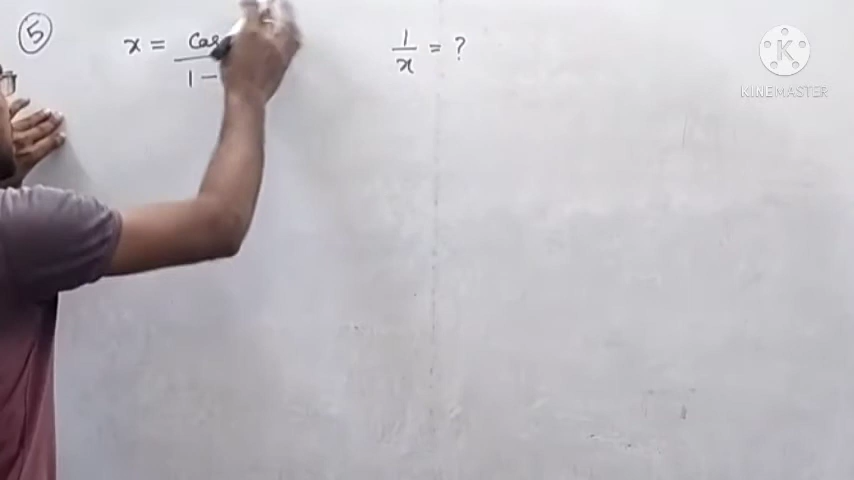 5
x = cos
1 -
1/x = ?
KINEMASTER